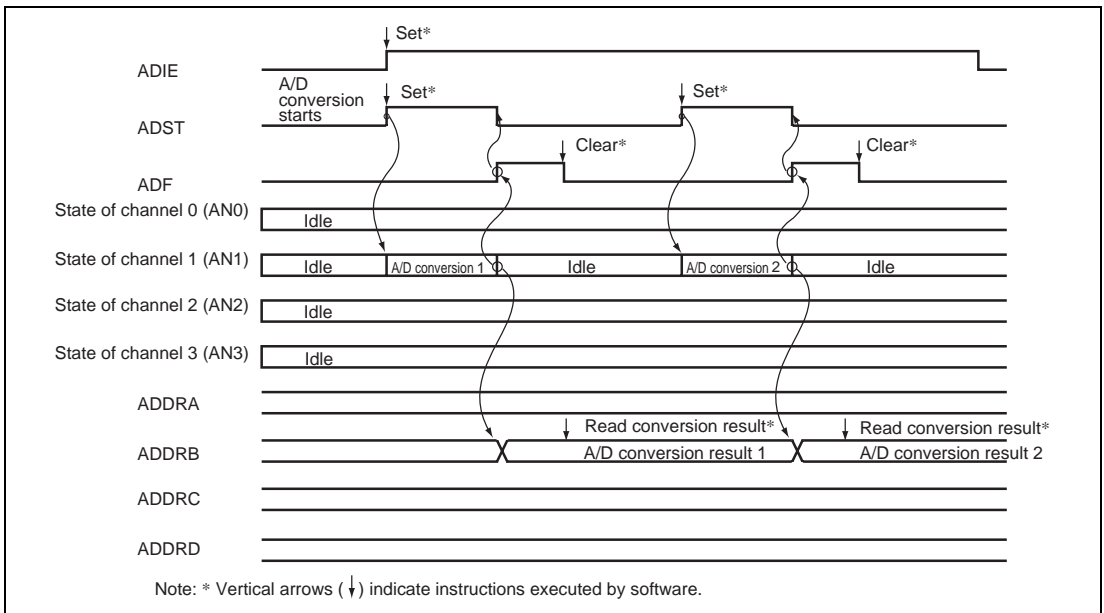 Set*
ADIE
A/D
conversion
starts
Set*
Set*
ADST
Clear*
Clear*
ADF
State of channel 0 (AN0)
Idle
State of channel 1 (AN1)
Idle
A/D conversion 1
Idle
A/D conversion 2
Idle
State of channel 2 (AN2)
Idle
State of channel 3 (AN3)
Idle
ADDRA
Read conversion result*
Read conversion result*
ADDRB
A/D conversion result 1
A/D conversion result 2
ADDRC
ADDRD
Note: * Vertical arrows (↓) indicate instructions executed by software.